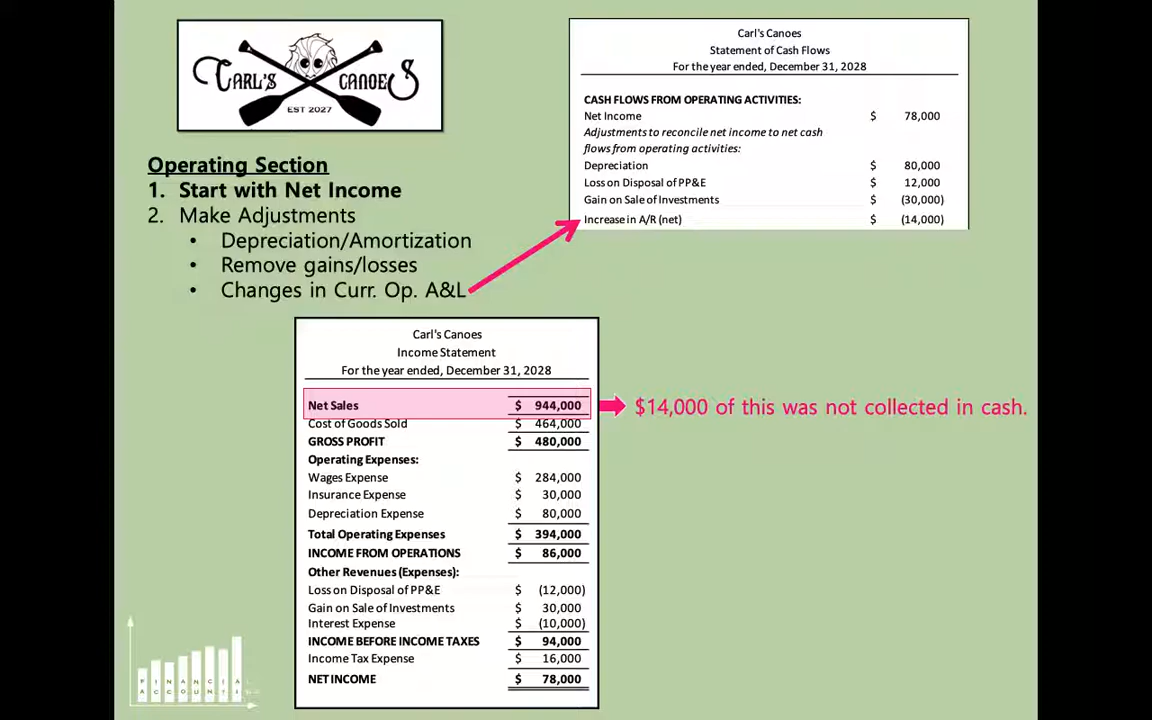 CARL'S CANOES
EST 2027
Carl's Canoes
Statement of Cash Flows
For the year ended, December 31, 2028
CASH FLOWS FROM OPERATING ACTIVITIES:
Net Income $ 78,000
Adjustments to reconcile net income to net cash
flows from operating activities:
Depreciation $ 80,000
Loss on Disposal of PP&E $ 12,000
Gain on Sale of Investments $ (30,000)
Increase in A/R (net) $ (14,000)
Operating Section
1. Start with Net Income
2. Make Adjustments
• Depreciation/Amortization
• Remove gains/losses
• Changes in Curr. Op. A&L
Carl's Canoes
Income Statement
For the year ended, December 31, 2028
Net Sales $ 944,000
Cost of Goods Sold $ 464,000
GROSS PROFIT $ 480,000
Operating Expenses:
Wages Expense $ 284,000
Insurance Expense $ 30,000
Depreciation Expense $ 80,000
Total Operating Expenses $ 394,000
INCOME FROM OPERATIONS $ 86,000
Other Revenues (Expenses):
Loss on Disposal of PP&E $ (12,000)
Gain on Sale of Investments $ 30,000
Interest Expense $ (10,000)
INCOME BEFORE INCOME TAXES $ 94,000
Income Tax Expense $ 16,000
NET INCOME $ 78,000
$14,000 of this was not collected in cash.
FINANCIAL